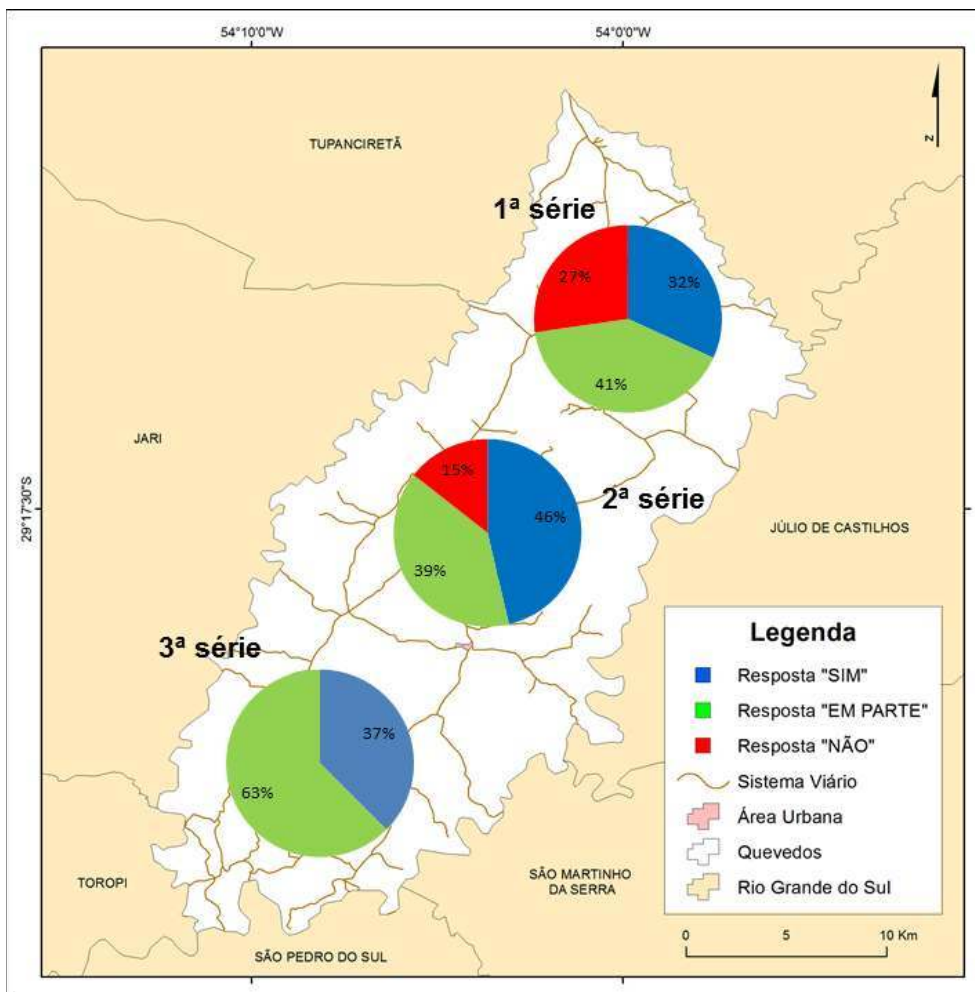 54°10'0"W
54°0'0"W
TUPANCIRETÃ
z
1ª série
27%
32%
41%
JARI
29°17'30"S
15%
46%
39%
2ª série
JÚLIO DE CASTILHOS
3ª série
37%
63%
Legenda
Resposta "SIM"
Resposta "EM PARTE"
Resposta "NÃO"
Sistema Viário
Área Urbana
Quevedos
Rio Grande do Sul
TOROPI
SÃO MARTINHO
DA SERRA
SÃO PEDRO DO SUL
0 5 10 Km